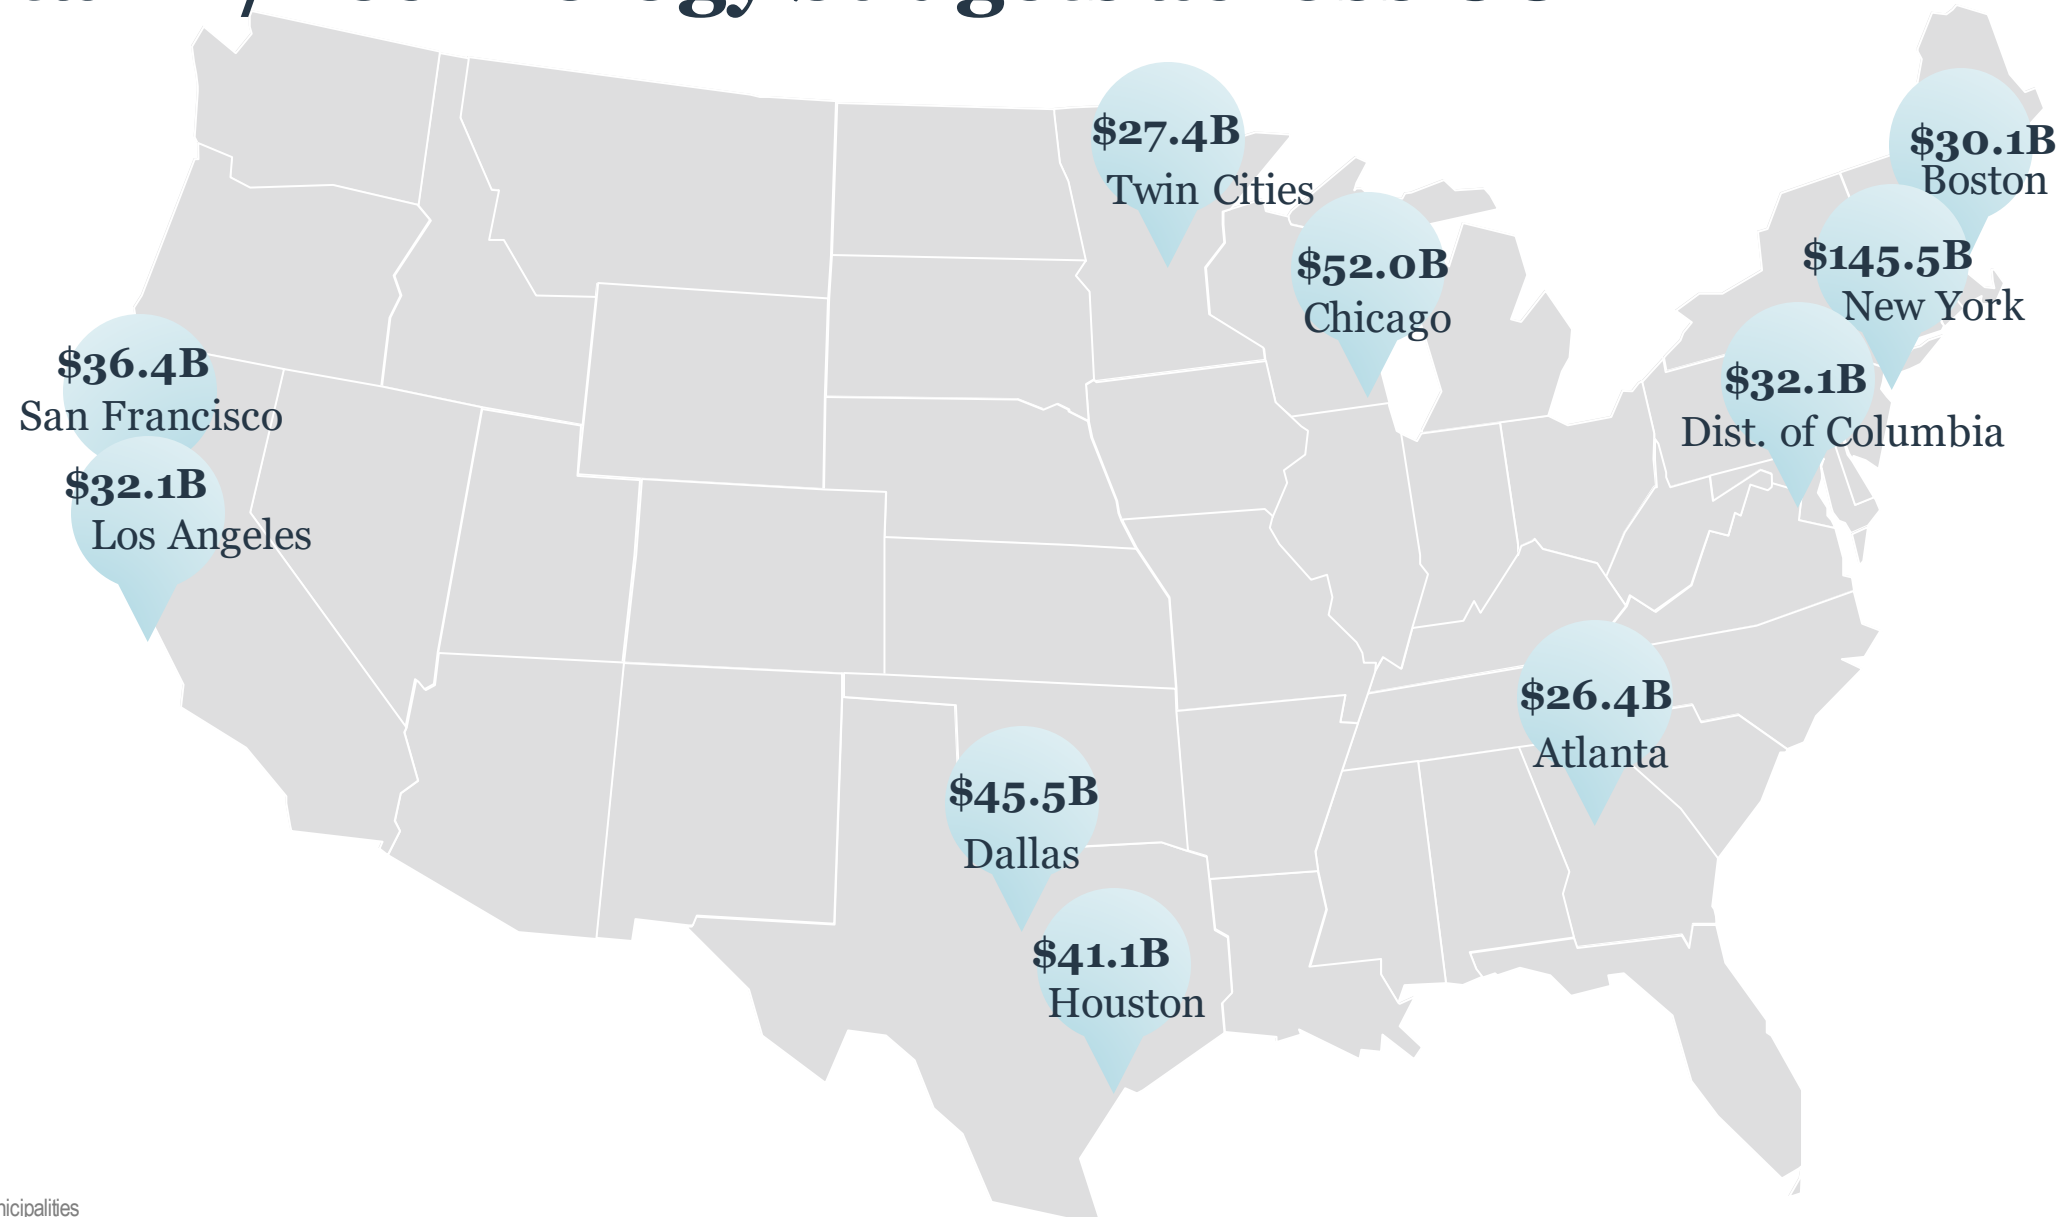 $27.4B
Twin Cities
$30.1B
Boston
$52.0B
Chicago
$145.5B
New York
$36.4B
San Francisco
$32.1B
Dist. of Columbia
$32.1B
Los Angeles
$26.4B
Atlanta
$45.5B
Dallas
$41.1B
Houston